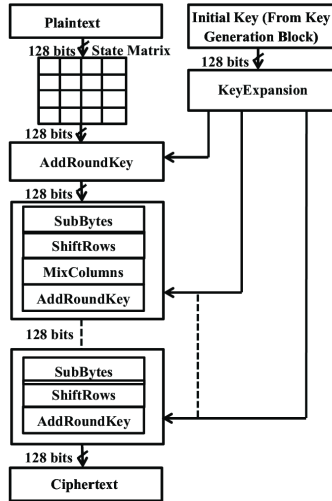 Plaintext
Initial Key (From Key
Generation Block)
128 bits
State Matrix
128 bits
KeyExpansion
128 bits
AddRoundKey
128 bits
SubBytes
ShiftRows
MixColumns
AddRoundKey
128 bits
SubBytes
ShiftRows
AddRoundKey
128 bits
Ciphertext